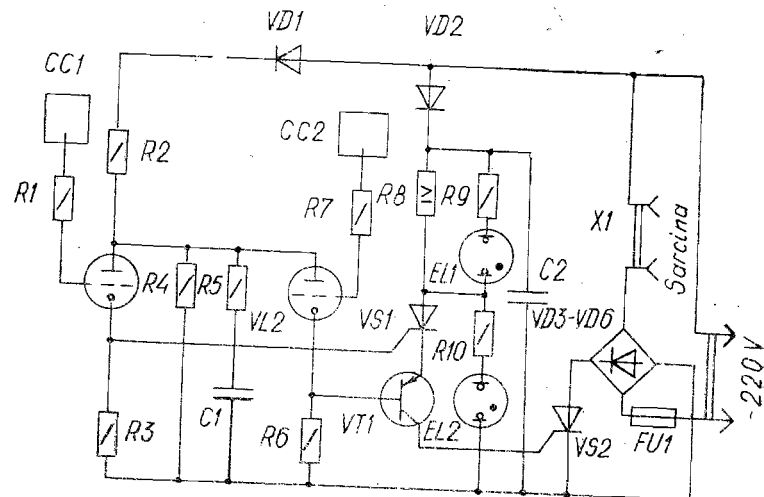 VD1
VD2
CC1
R2
CC2
R1
R7
R8
R9
X1
Sarcina
R4
R5
VL2
VS1
EL1
C2
VD3-VD6
R10
~220V
R3
C1
R6
VT1
EL2
VS2
FU1